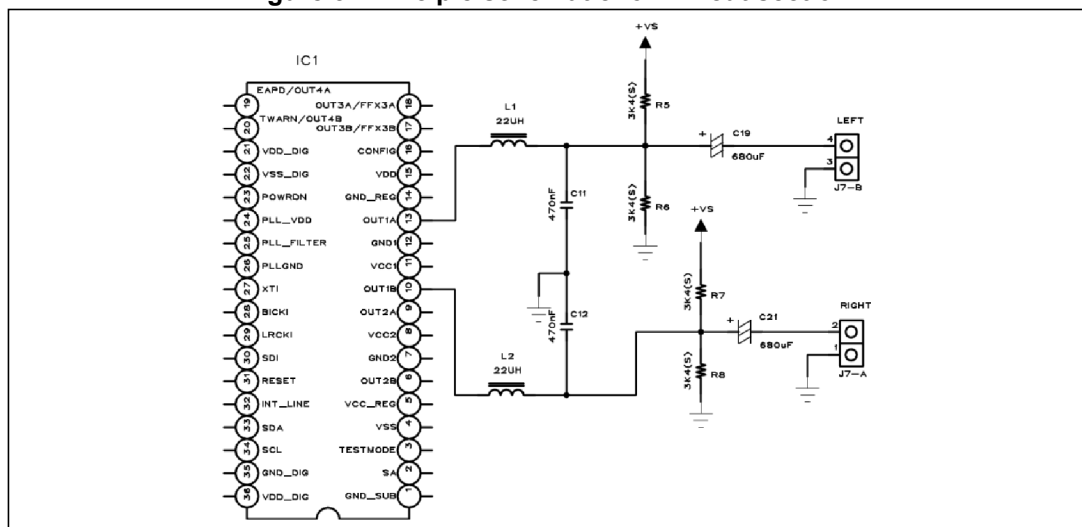 IC1
19 EAPD/OUT4A
20 TWARN/OUT4B
21 VDD_DIG
22 VSS_DIG
23 POWRDN
24 PLL_VDD
25 PLL_FILTER
26 PLLGND
27 XTI
28 BICKI
29 LRCKI
30 SDI
31 RESET
32 INT_LINE
33 SDA
34 SCL
35 GND_DIG
36 VDD_DIG
OUT3A/FFX3A 18
OUT3B/FFX3B 17
CONFIG 16
VDD 15
GND_REG 14
OUT1A 13
GND1 12
VCC1 11
OUT1B 10
OUT2A 9
VCC2 8
GND2 7
OUT2B 6
VCC_REG 5
VSS 4
TESTMODE 3
SA 2
GND_SUB 1
L1
22UH
C11
470nF
C12
470nF
L2
22UH
+VS
3K4(S)
R5
3K4(S)
R6
+
C19
680uF
LEFT
4
3
J7-B
+VS
3K4(S)
R7
3K4(S)
R8
+
C21
680uF
RIGHT
2
1
J7-A